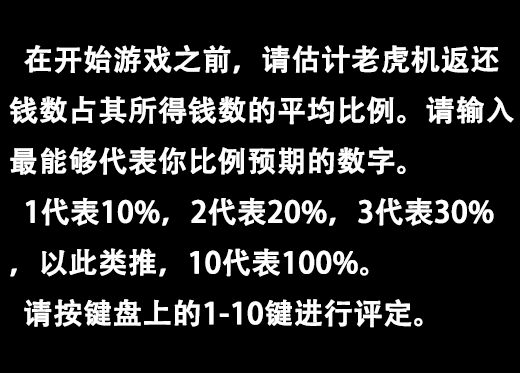 在开始游戏之前，请估计老虎机返还
钱数占其所得钱数的平均比例。请输入
最能够代表你比例预期的数字。
1代表10%，2代表20%，3代表30%
，以此类推，10代表100%。
请按键盘上的1-10键进行评定。